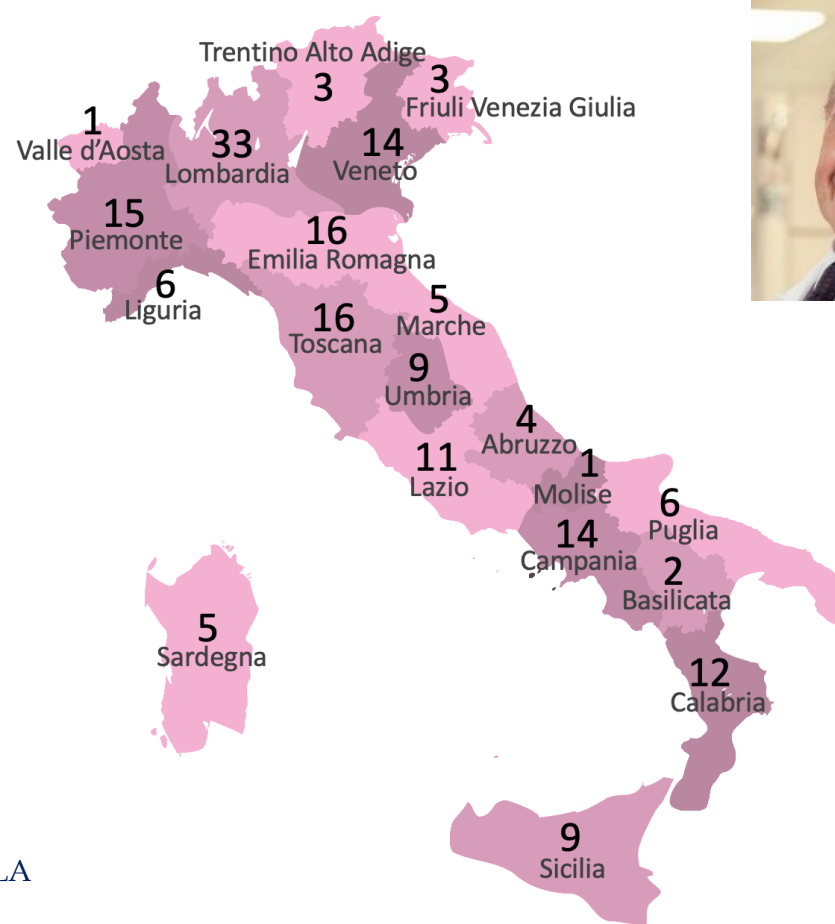 Trentino Alto Adige
3
3
Friuli Venezia Giulia
1
Valle d'Aosta
33
Lombardia
14
Veneto
15
Piemonte
16
Emilia Romagna
6
Liguria
5
Marche
16
Toscana
9
Umbria
4
Abruzzo
11
Lazio
1
Molise
6
Puglia
14
Campania
2
Basilicata
5
Sardegna
12
Calabria
9
Sicilia
LA